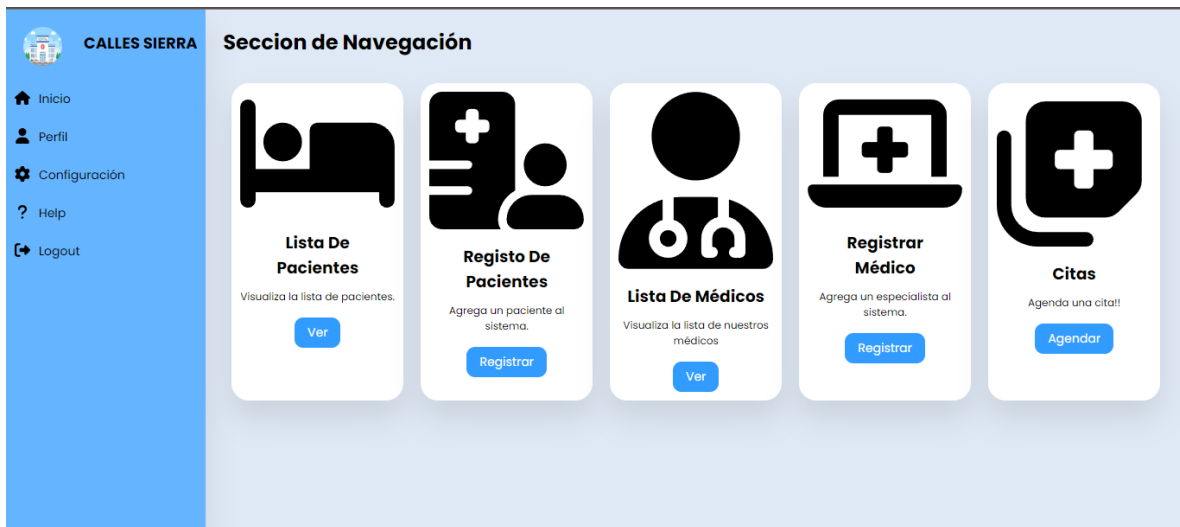 CALLES SIERRA
Inicio
Perfil
Configuración
? Help
Logout
Seccion de Navegación
Lista De
Pacientes
Visualiza la lista de pacientes.
Ver
Registo De
Pacientes
Agrega un paciente al
sistema.
Registrar
Lista De Médicos
Visualiza la lista de nuestros
médicos
Ver
Registrar
Médico
Agrega un especialista al
sistema.
Registrar
Citas
Agenda una cita!!
Agendar